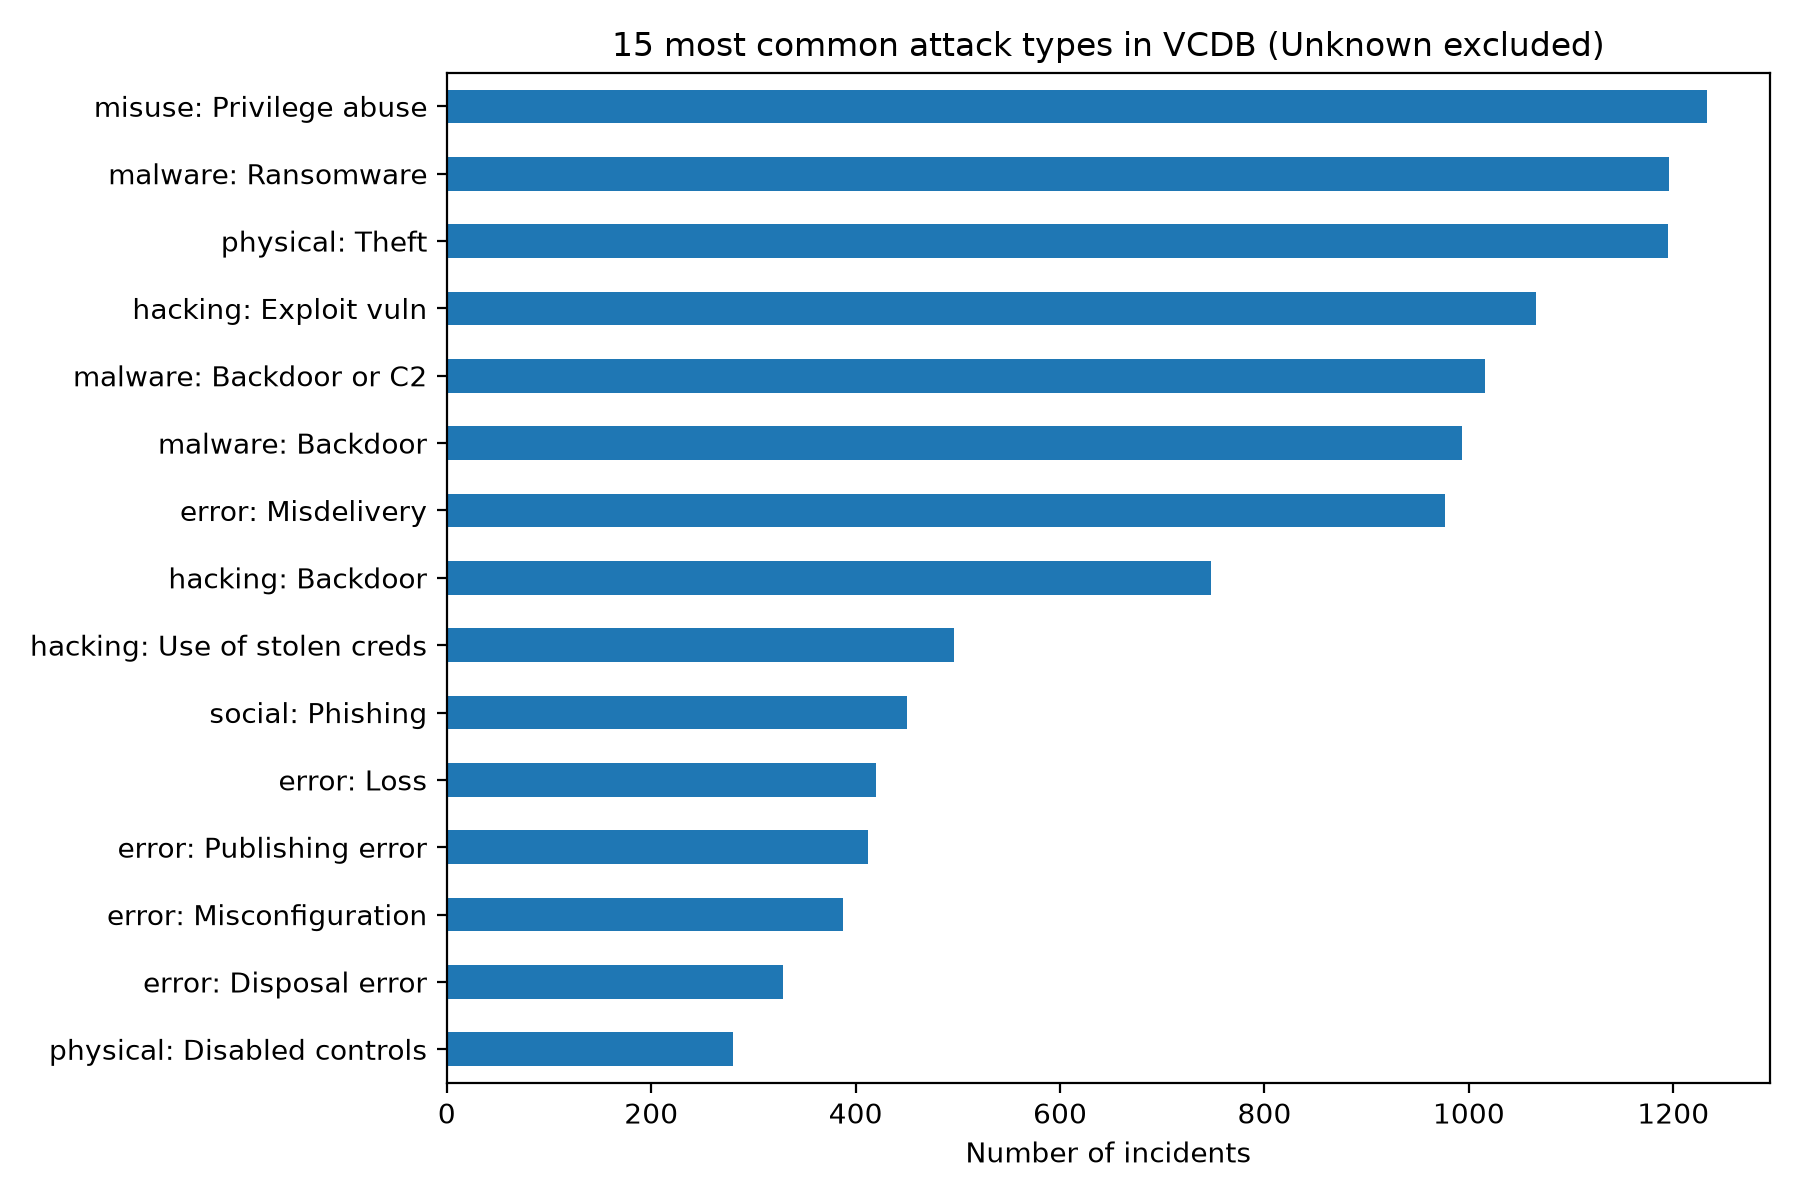 15 most common attack types in VCDB (Unknown excluded)
misuse: Privilege abuse
malware: Ransomware
physical: Theft
hacking: Exploit vuln
malware: Backdoor or C2
malware: Backdoor
error: Misdelivery
hacking: Backdoor
hacking: Use of stolen creds
social: Phishing
error: Loss
error: Publishing error
error: Misconfiguration
error: Disposal error
physical: Disabled controls
0 200 400 600 800 1000 1200
Number of incidents